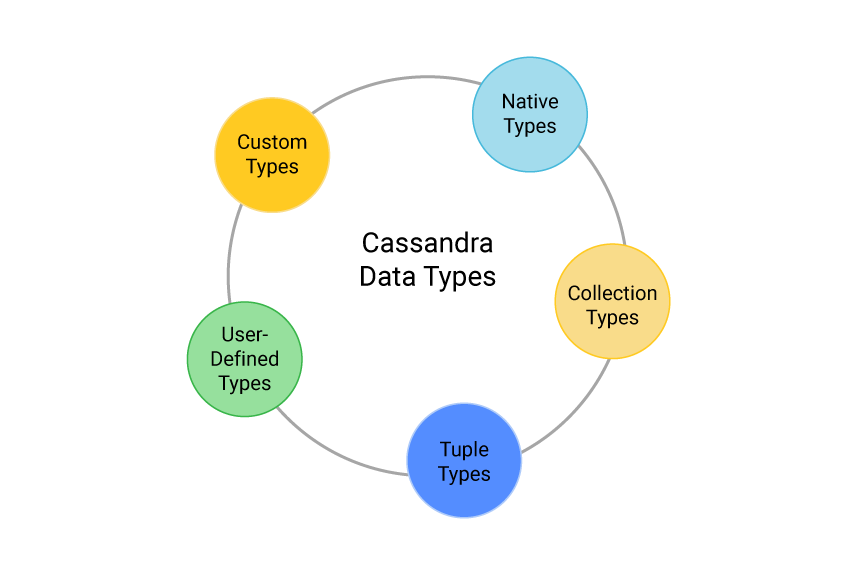 Cassandra
Data Types
Native
Types
Collection
Types
Tuple
Types
User-
Defined
Types
Custom
Types